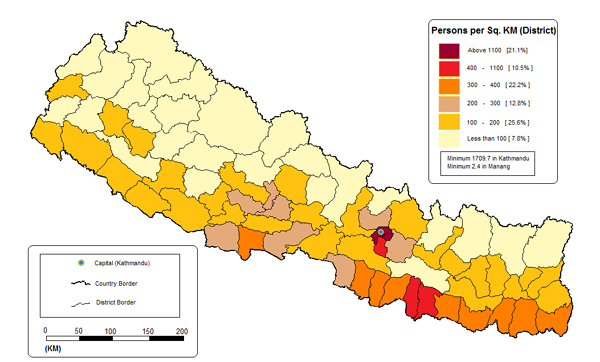 Persons per Sq. KM (District)
Above 1100 [21.1%]
400 - 1100 [10.5%]
300 - 400 [22.2%]
200 - 300 [12.8%]
100 - 200 [25.6%]
Less than 100 [7.8%]
Minimum 1709.7 in Kathmandu
Minimum 2.4 in Manang
Capital (Kathmandu)
Country Border
District Border
0 50 100 150 200
(KM)